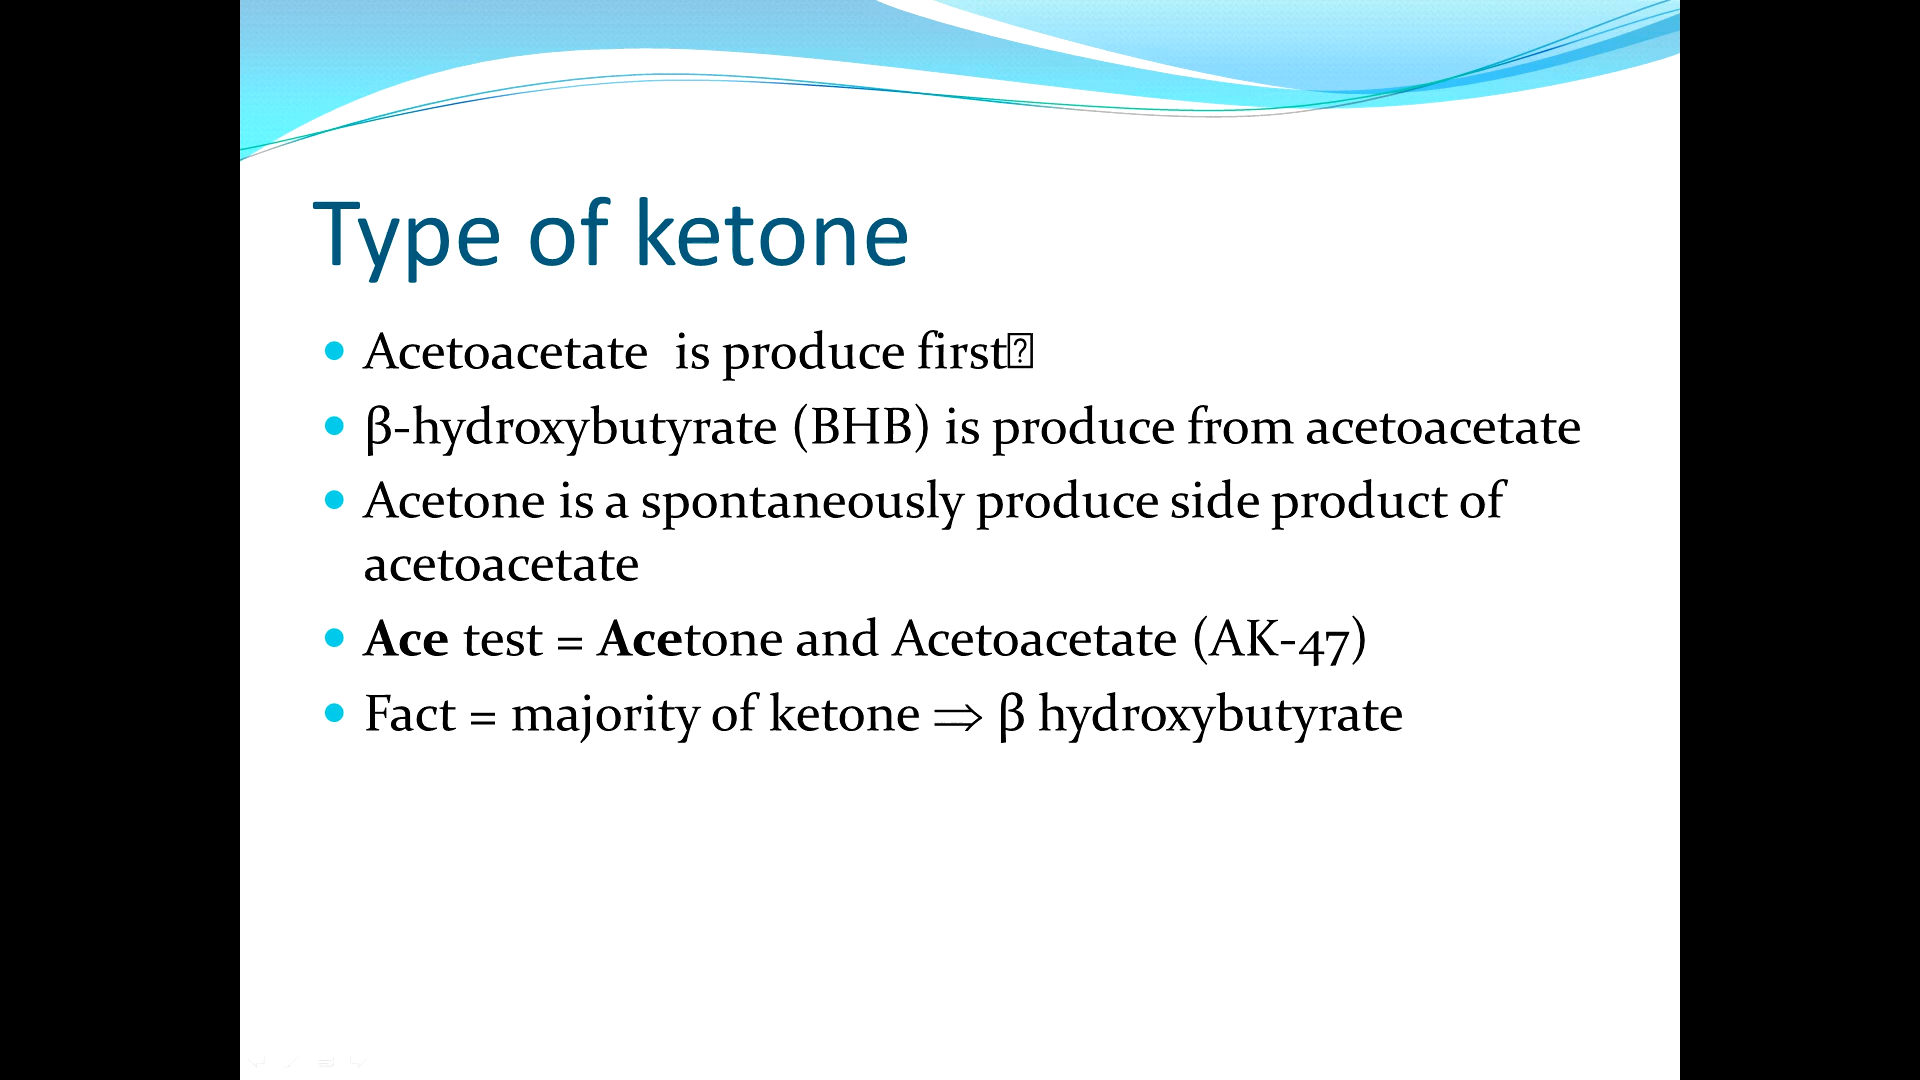 Type of ketone
Acetoacetate  is produce first
β-hydroxybutyrate (BHB) is produce from acetoacetate
Acetone is a spontaneously produce side product of
acetoacetate
Ace test = Acetone and Acetoacetate (AK-47)
Fact = majority of ketone ⇒ β hydroxybutyrate